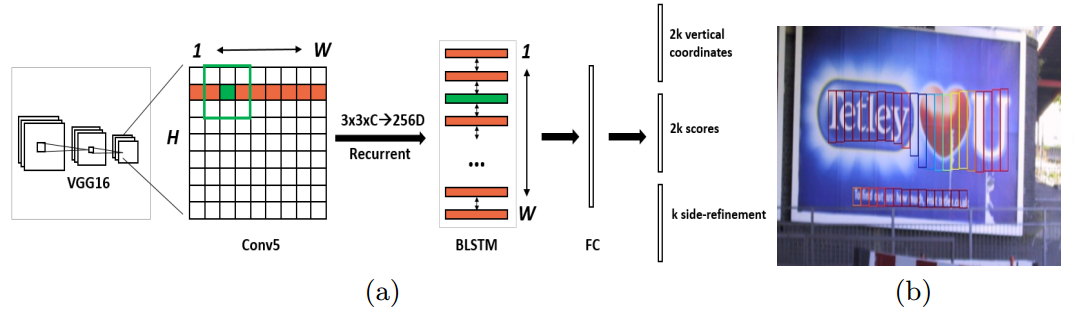 1 W
H
VGG16
Conv5
3x3xC→256D
Recurrent
1
...
W
BLSTM
FC
2k vertical
coordinates
2k scores
k side-refinement
(a)
Tetley U
(b)